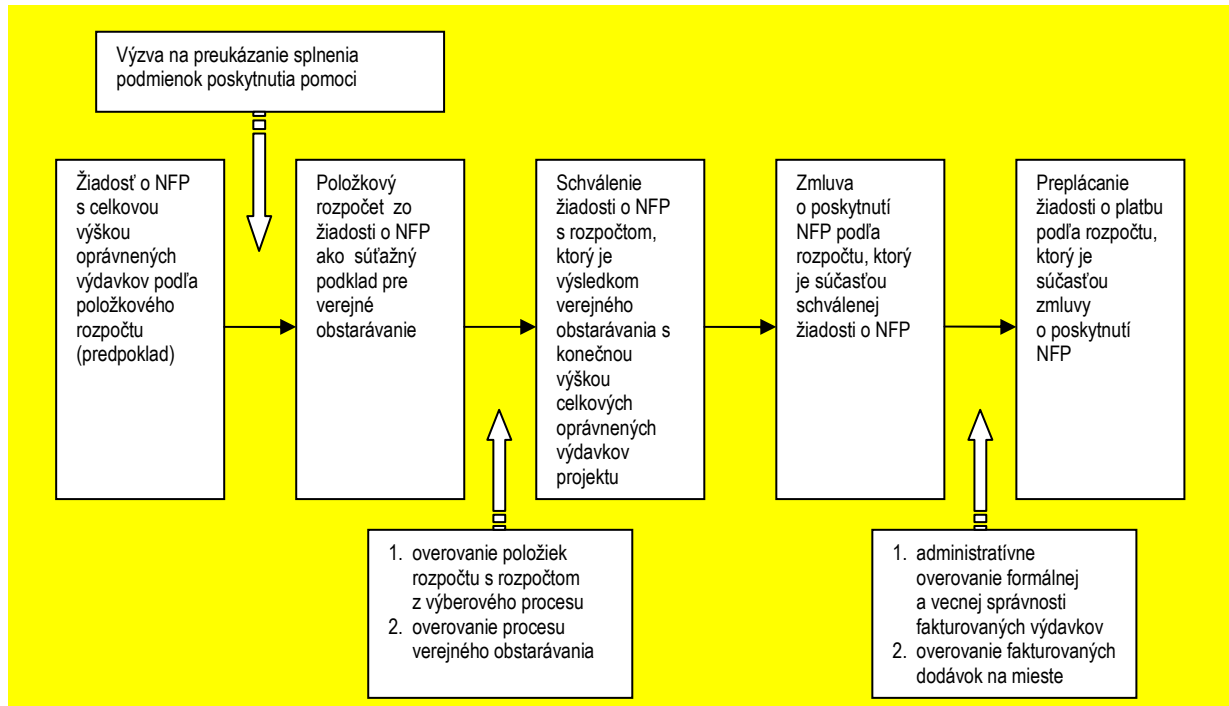 Výzva na preukázanie splnenia
podmienok poskytnutia pomoci
Žiadosť o NFP
s celkovou
výškou
oprávnených
výdavkov podľa
položkového
rozpočtu
(predpoklad)
Položkový
rozpočet zo
žiadosti o NFP
ako súťažný
podklad pre
verejné
obstarávanie
Schválenie
žiadosti o NFP
s rozpočtom,
ktorý je
výsledkom
verejného
obstarávania s
konečnou
výškou
celkových
oprávnených
výdavkov
projektu
Zmluva
o poskytnutí
NFP podľa
rozpočtu, ktorý
je súčasťou
schválenej
žiadosti o NFP
Preplácanie
žiadosti o platbu
podľa rozpočtu,
ktorý je
súčasťou
zmluvy
o poskytnutí
NFP
1. overovanie položiek
rozpočtu s rozpočtom
z výberového procesu
2. overovanie procesu
verejného obstarávania
1. administratívne
overovanie formálnej
a vecnej správnosti
fakturovaných výdavkov
2. overovanie fakturovaných
dodávok na mieste